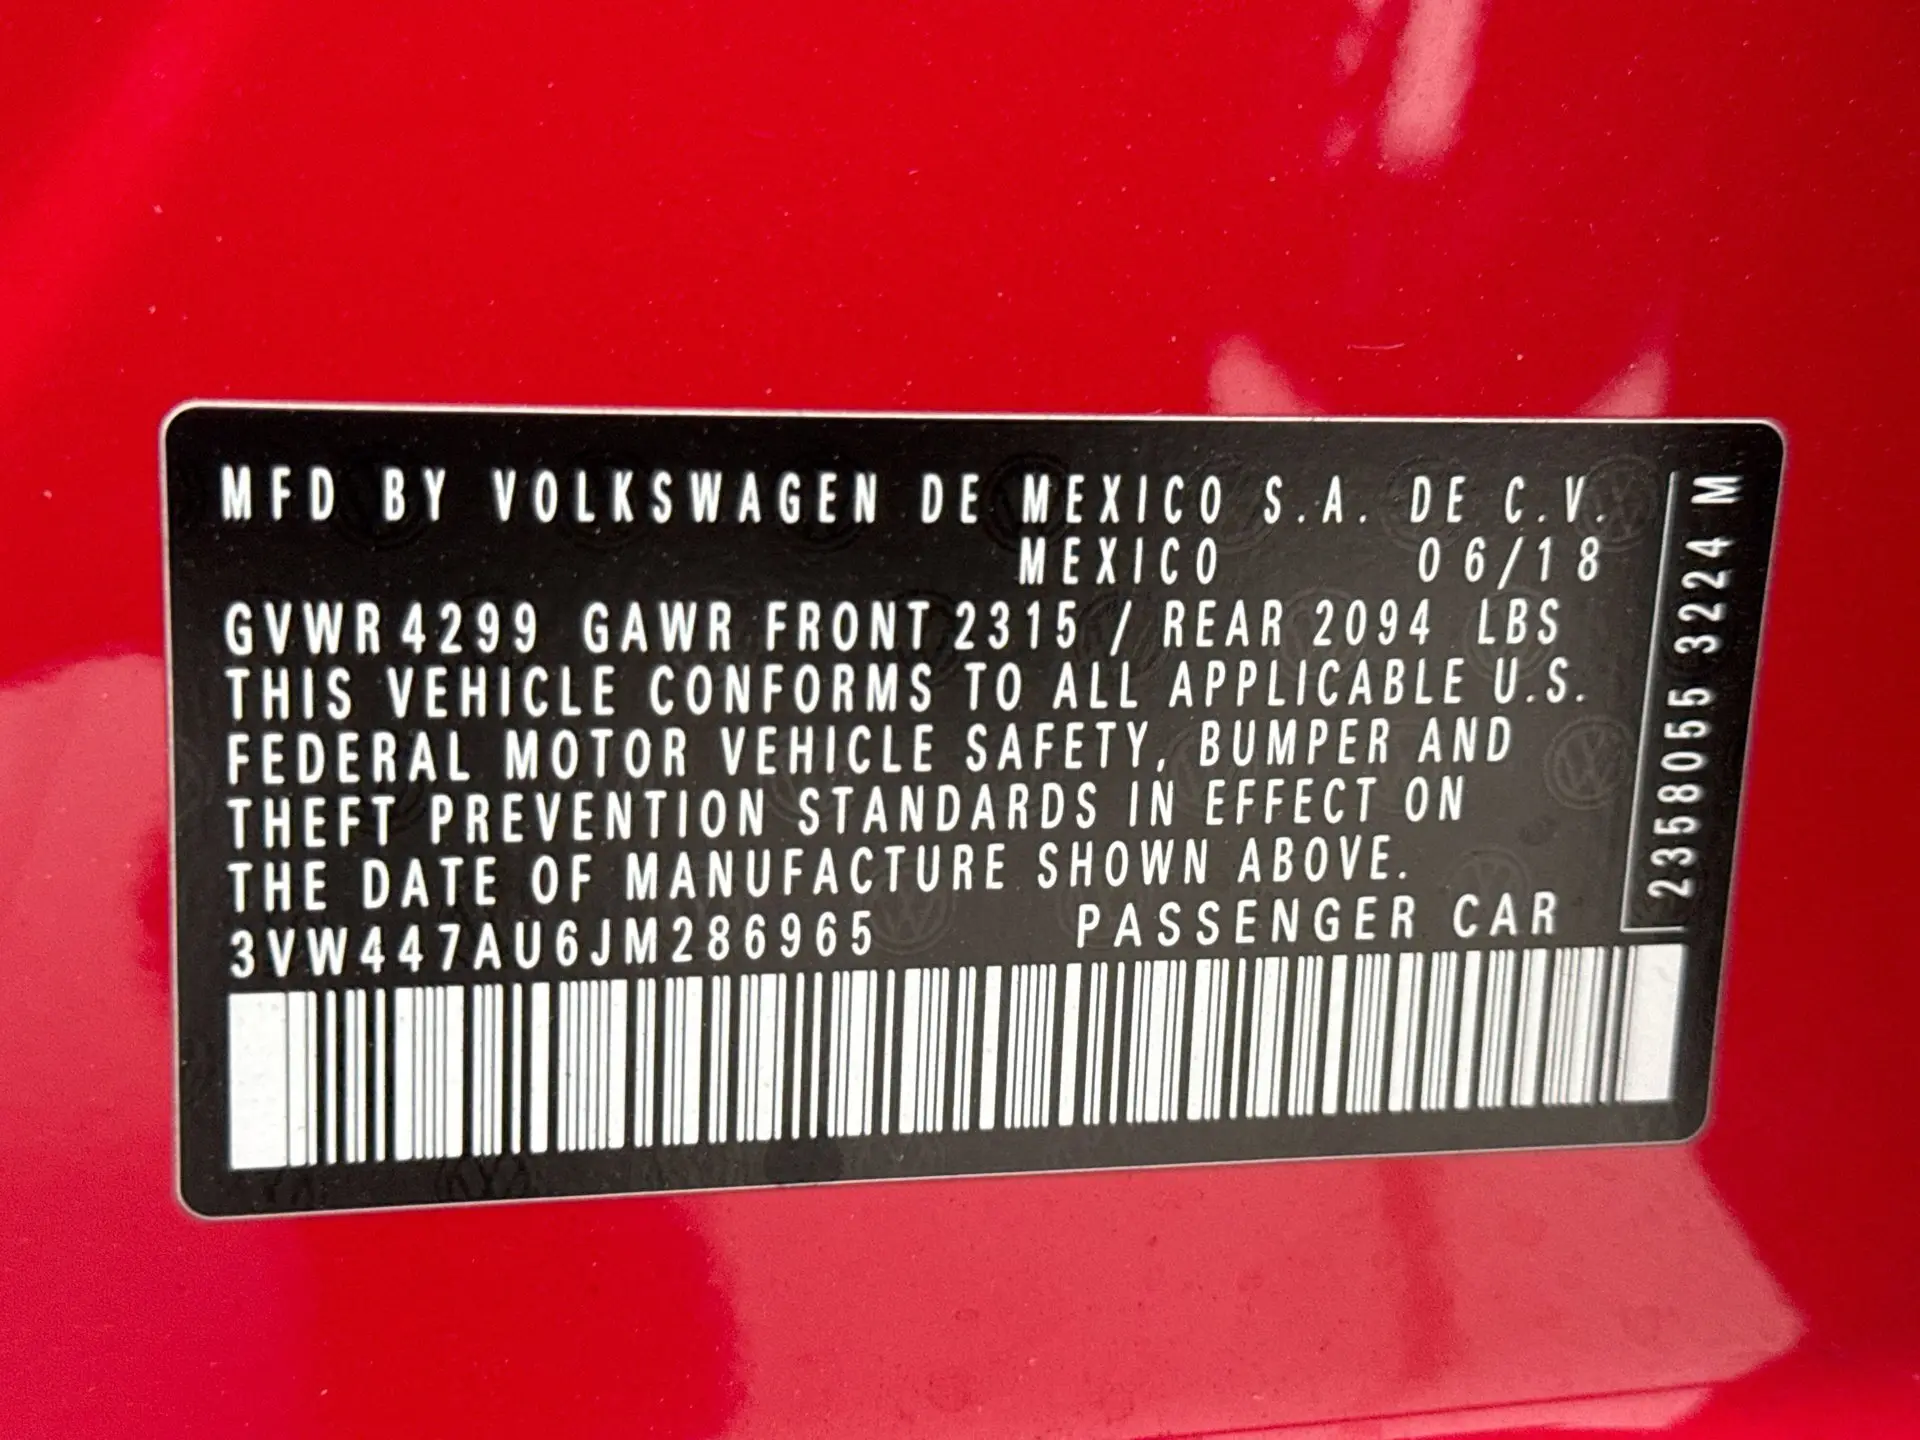 MFD BY VOLKSWAGEN DE MEXICO S.A. DE C.V.
MEXICO 06/18
GVWR 4299 GAWR FRONT 2315 / REAR 2094 LBS
THIS VEHICLE CONFORMS TO ALL APPLICABLE U.S.
FEDERAL MOTOR VEHICLE SAFETY, BUMPER AND
THEFT PREVENTION STANDARDS IN EFFECT ON
THE DATE OF MANUFACTURE SHOWN ABOVE.
3VW447AU6JM286965 PASSENGER CAR
2358055 3224 M